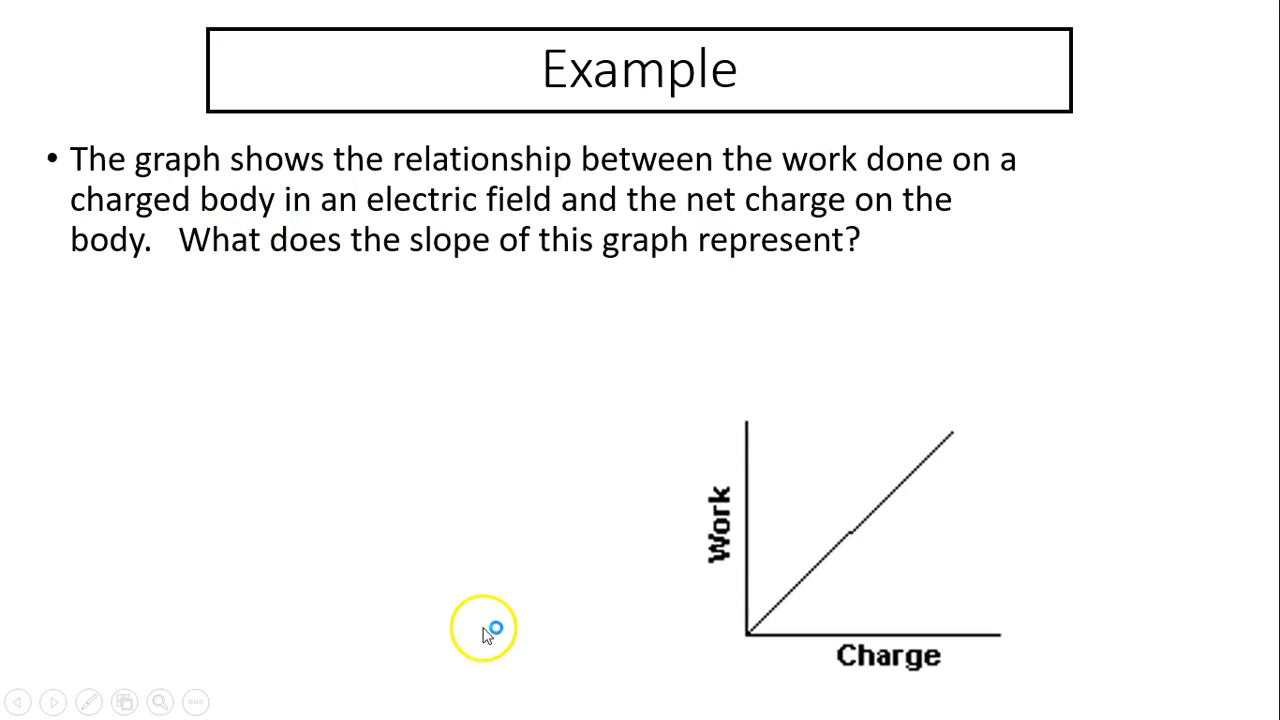 Example
• The graph shows the relationship between the work done on a
charged body in an electric field and the net charge on the
body.   What does the slope of this graph represent?
Work
Charge